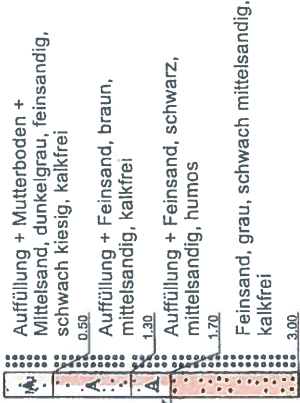 Auffüllung + Mutterboden +
Mittelsand, dunkelgrau, feinsandig,
schwach kiesig, kalkfrei
0.50
A
Auffüllung + Feinsand, braun,
mittelsandig, kalkfrei
1.30
A
Auffüllung + Feinsand, schwarz,
mittelsandig, humos
1.70
Feinsand, grau, schwach mittelsandig,
kalkfrei
3.00